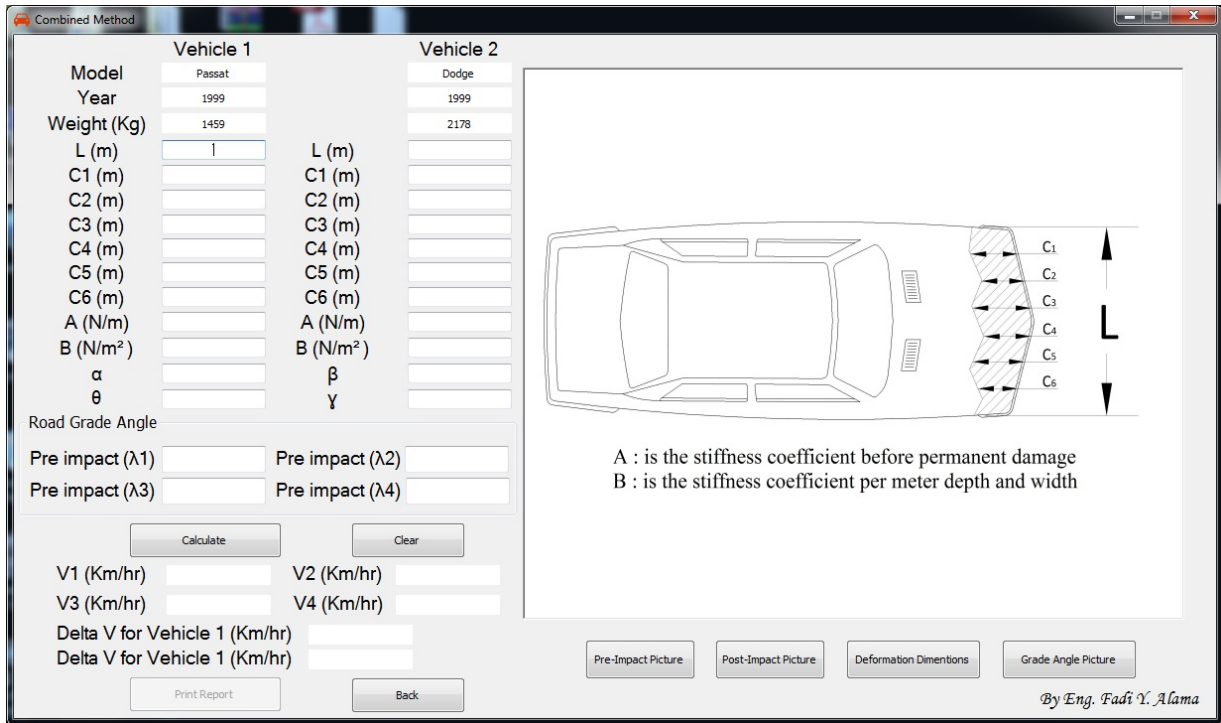 Combined Method
Vehicle 1 Vehicle 2
Model Passat Dodge
Year 1999 1999
Weight (Kg) 1459 2178
L (m) 1 L (m)
C1 (m) C1 (m)
C2 (m) C2 (m)
C3 (m) C3 (m)
C4 (m) C4 (m)
C5 (m) C5 (m)
C6 (m) C6 (m)
A (N/m) A (N/m)
B (N/m²) B (N/m²)
α β
θ γ
Road Grade Angle
Pre impact (λ1) Pre impact (λ2)
Pre impact (λ3) Pre impact (λ4)
Calculate Clear
V1 (Km/hr) V2 (Km/hr)
V3 (Km/hr) V4 (Km/hr)
Delta V for Vehicle 1 (Km/hr)
Delta V for Vehicle 1 (Km/hr)
Print Report Back
C1
C2
C3
C4
C5
C6
L
A : is the stiffness coefficient before permanent damage
B : is the stiffness coefficient per meter depth and width
Pre-Impact Picture Post-Impact Picture Deformation Dimentions Grade Angle Picture
By Eng. Fadi Y. Alama